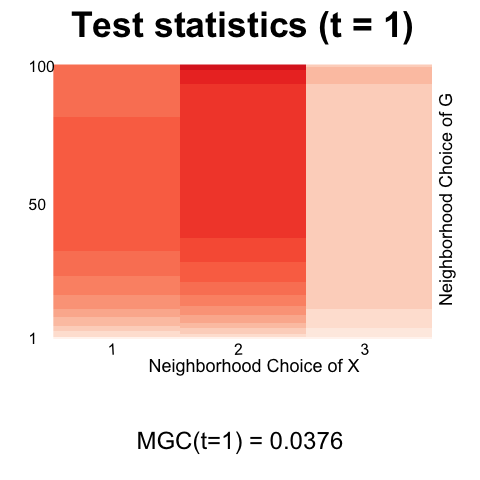 Test statistics (t = 1)
100
50
1
1 2 3
Neighborhood Choice of X
Neighborhood Choice of G
MGC(t=1) = 0.0376